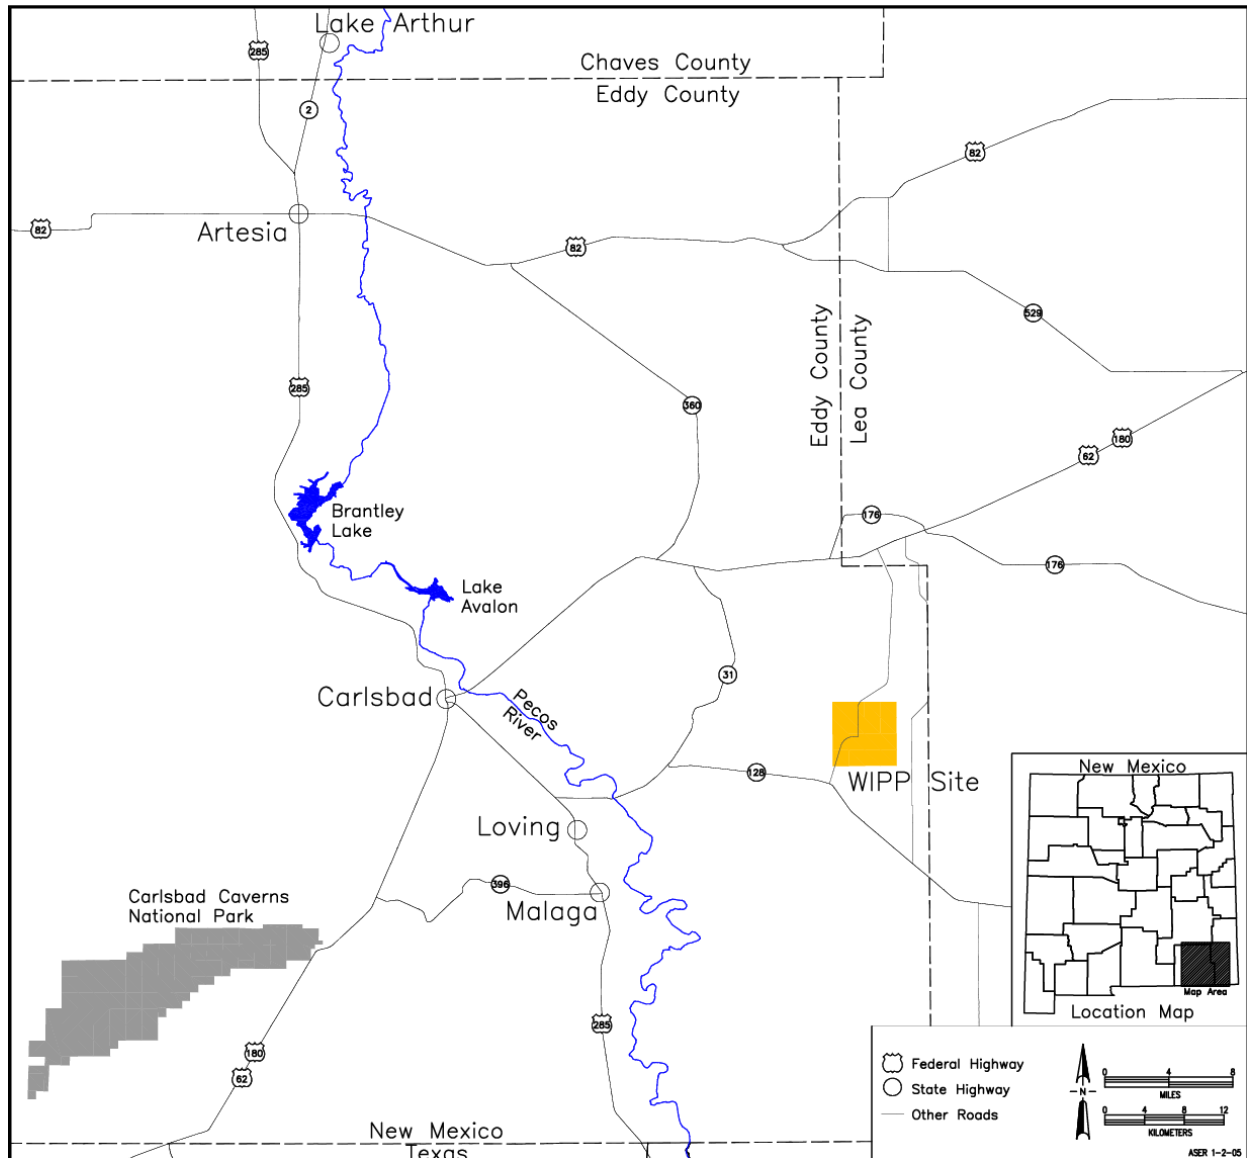 Lake Arthur
285
Chaves County
Eddy County
2
82
Artesia
82
82
529
Eddy County
Lea County
285
360
180
62
Brantley
Lake
176
176
Lake
Avalon
31
Carlsbad
Pecos
River
128
WIPP Site
Loving
396
Malaga
Carlsbad Caverns
National Park
285
180
62
New Mexico
Texas
New Mexico
Map Area
Location Map
Federal Highway
State Highway
Other Roads
N
0 4 8
MILES
0 4 8 12
KILOMETERS
ASER 1-2-05